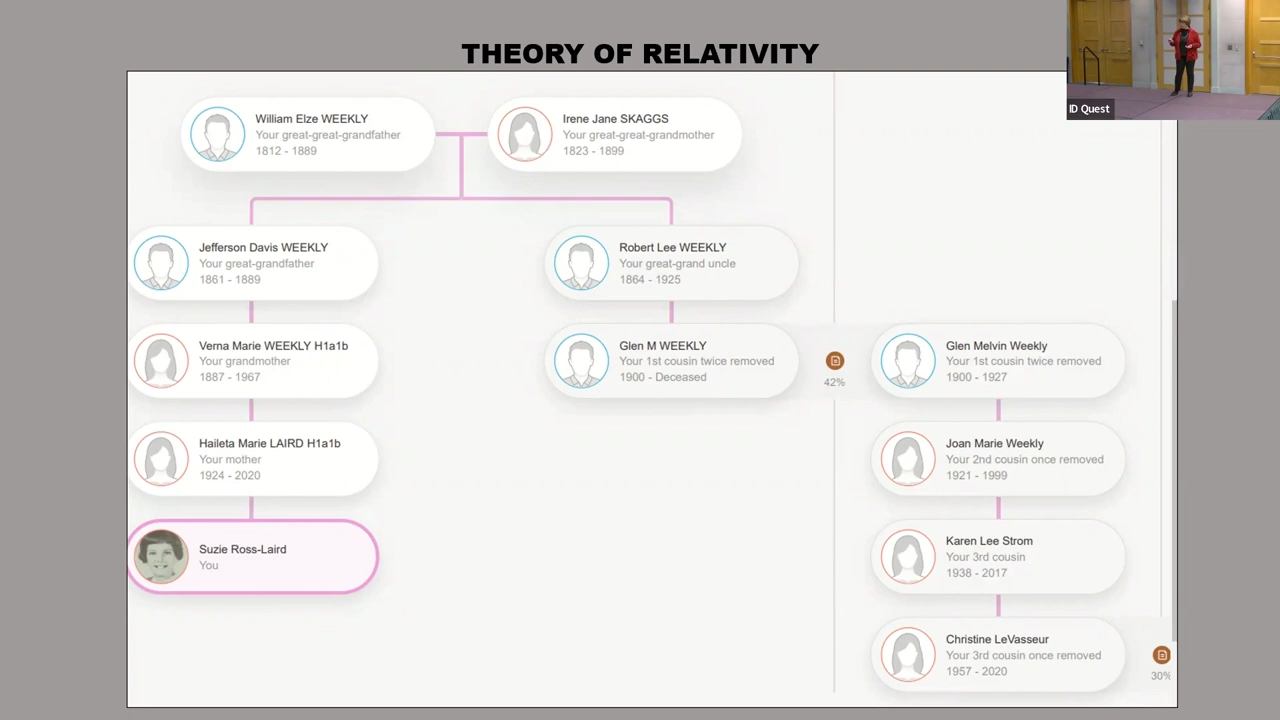 THEORY OF RELATIVITY
ID Quest
William Elze WEEKLY
Your great-great-grandfather
1812 - 1889
Irene Jane SKAGGS
Your great-great-grandmother
1823 - 1899
Jefferson Davis WEEKLY
Your great-grandfather
1861 - 1889
Robert Lee WEEKLY
Your great-grand uncle
1864 - 1925
Verna Marie WEEKLY H1a1b
Your grandmother
1887 - 1967
Glen M WEEKLY
Your 1st cousin twice removed
1900 - Deceased
42%
Glen Melvin Weekly
Your 1st cousin twice removed
1900 - 1927
Haileta Marie LAIRD H1a1b
Your mother
1924 - 2020
Joan Marie Weekly
Your 2nd cousin once removed
1921 - 1999
Suzie Ross-Laird
You
Karen Lee Strom
Your 3rd cousin
1938 - 2017
Christine LeVasseur
Your 3rd cousin once removed
1957 - 2020
30%